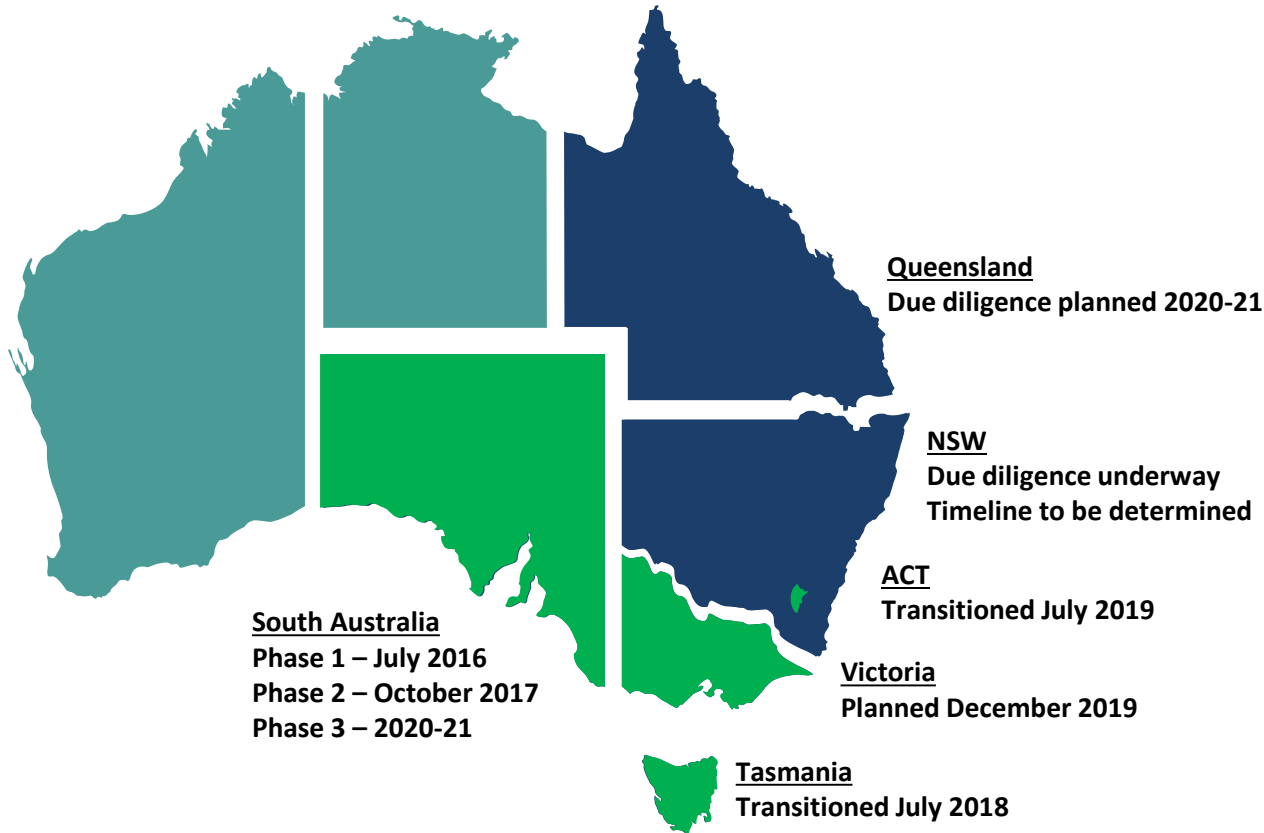 Queensland
Due diligence planned 2020-21
NSW
Due diligence underway
Timeline to be determined
ACT
Transitioned July 2019
South Australia
Phase 1 – July 2016
Phase 2 – October 2017
Phase 3 – 2020-21
Victoria
Planned December 2019
Tasmania
Transitioned July 2018